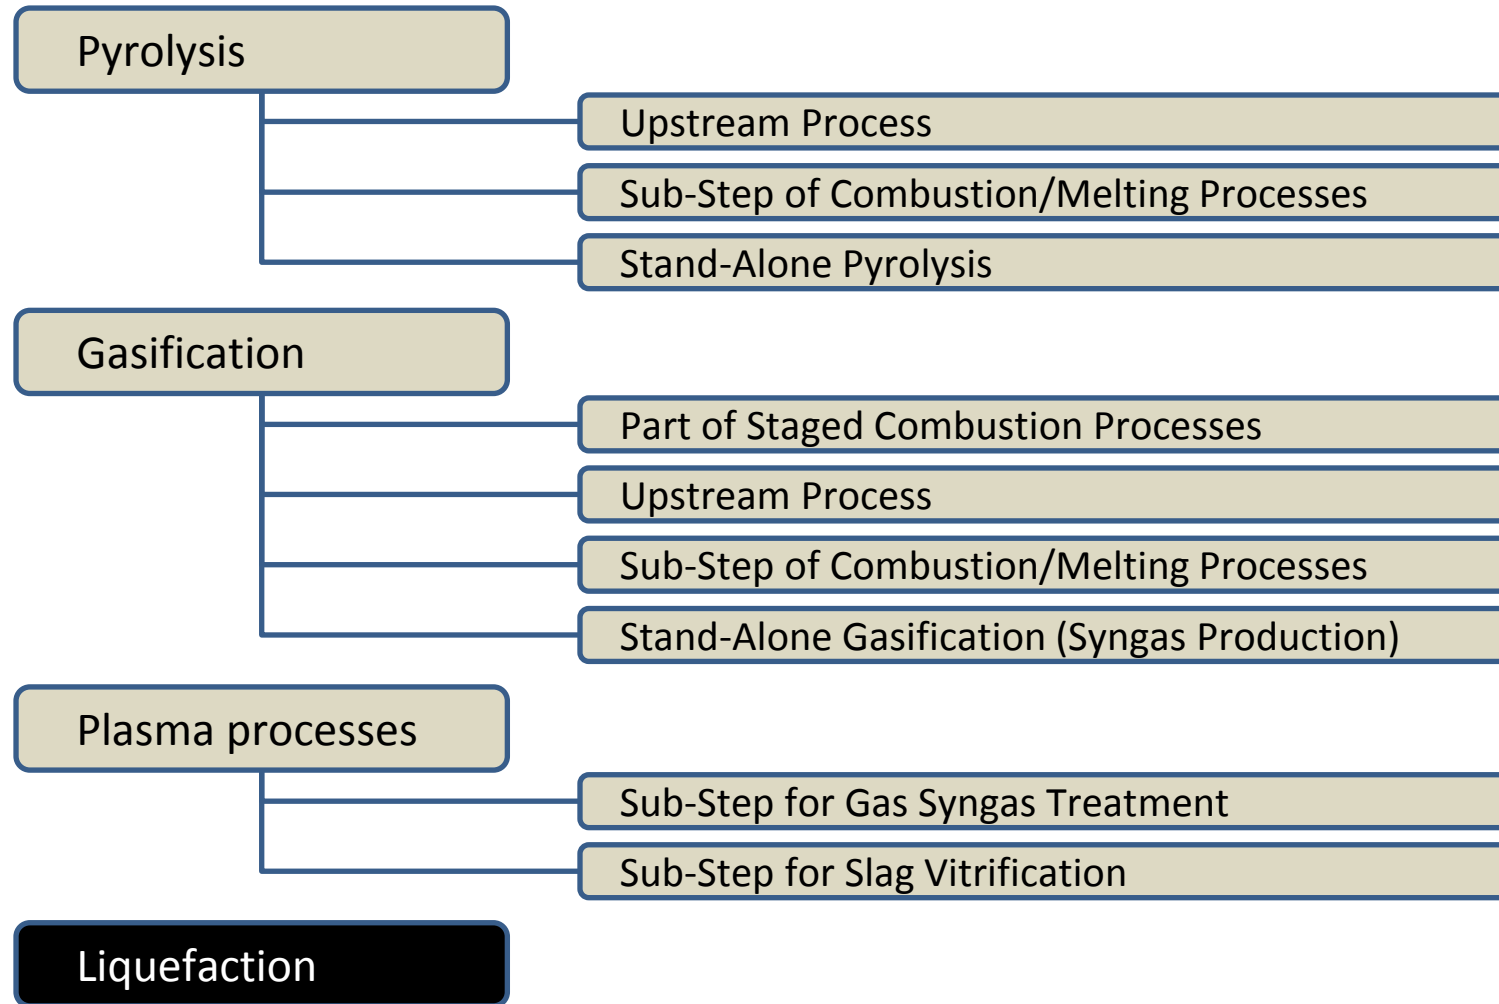 Pyrolysis
Upstream Process
Sub-Step of Combustion/Melting Processes
Stand-Alone Pyrolysis
Gasification
Part of Staged Combustion Processes
Upstream Process
Sub-Step of Combustion/Melting Processes
Stand-Alone Gasification (Syngas Production)
Plasma processes
Sub-Step for Gas Syngas Treatment
Sub-Step for Slag Vitrification
Liquefaction